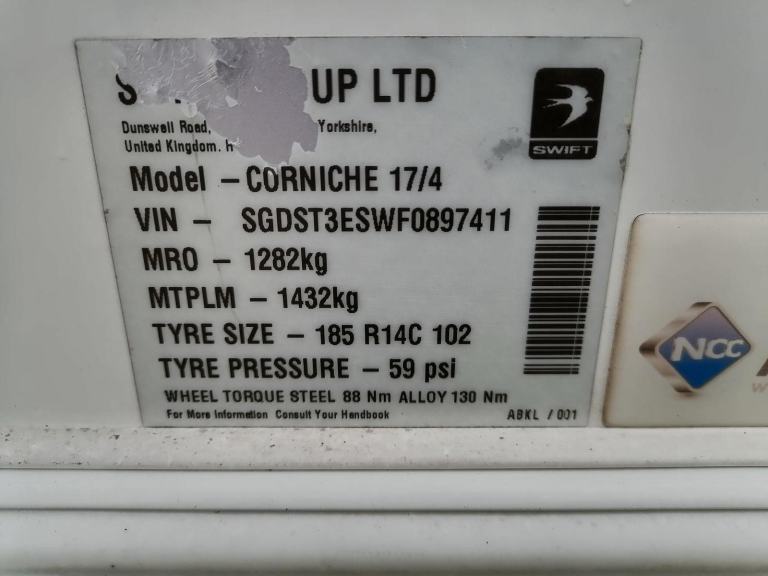 UP LTD
Dunswell Road, Yorkshire,
United Kingdom. H
SWIFT
Model – CORNICHE 17/4
VIN – SGDST3ESWF0897411
MRO – 1282kg
MTPLM – 1432kg
TYRE SIZE – 185 R14C 102
TYRE PRESSURE – 59 psi
WHEEL TORQUE STEEL 88 Nm ALLOY 130 Nm
For More Information Consult Your Handbook ABKL / 001
NCC